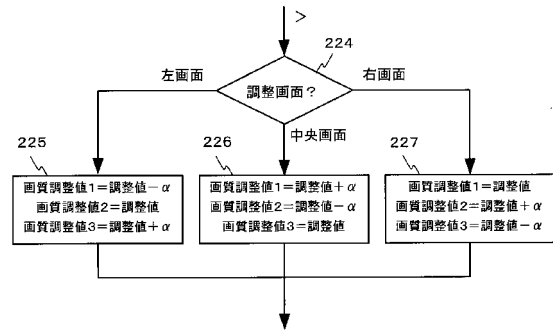 >
224
左画面
右画面
調整画面？
中央画面
225
画質調整値1＝調整値－α
画質調整値2＝調整値
画質調整値3＝調整値＋α
226
画質調整値1＝調整値＋α
画質調整値2＝調整値－α
画質調整値3＝調整値
227
画質調整値1＝調整値
画質調整値2＝調整値＋α
画質調整値3＝調整値－α